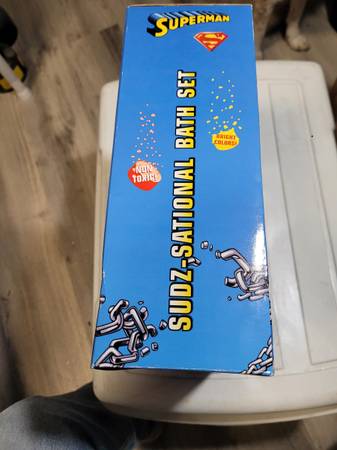 SUPERMAN
S
SUDZ-SATIONAL BATH SET
NON
TOXIC!
BRIGHT
COLORS!